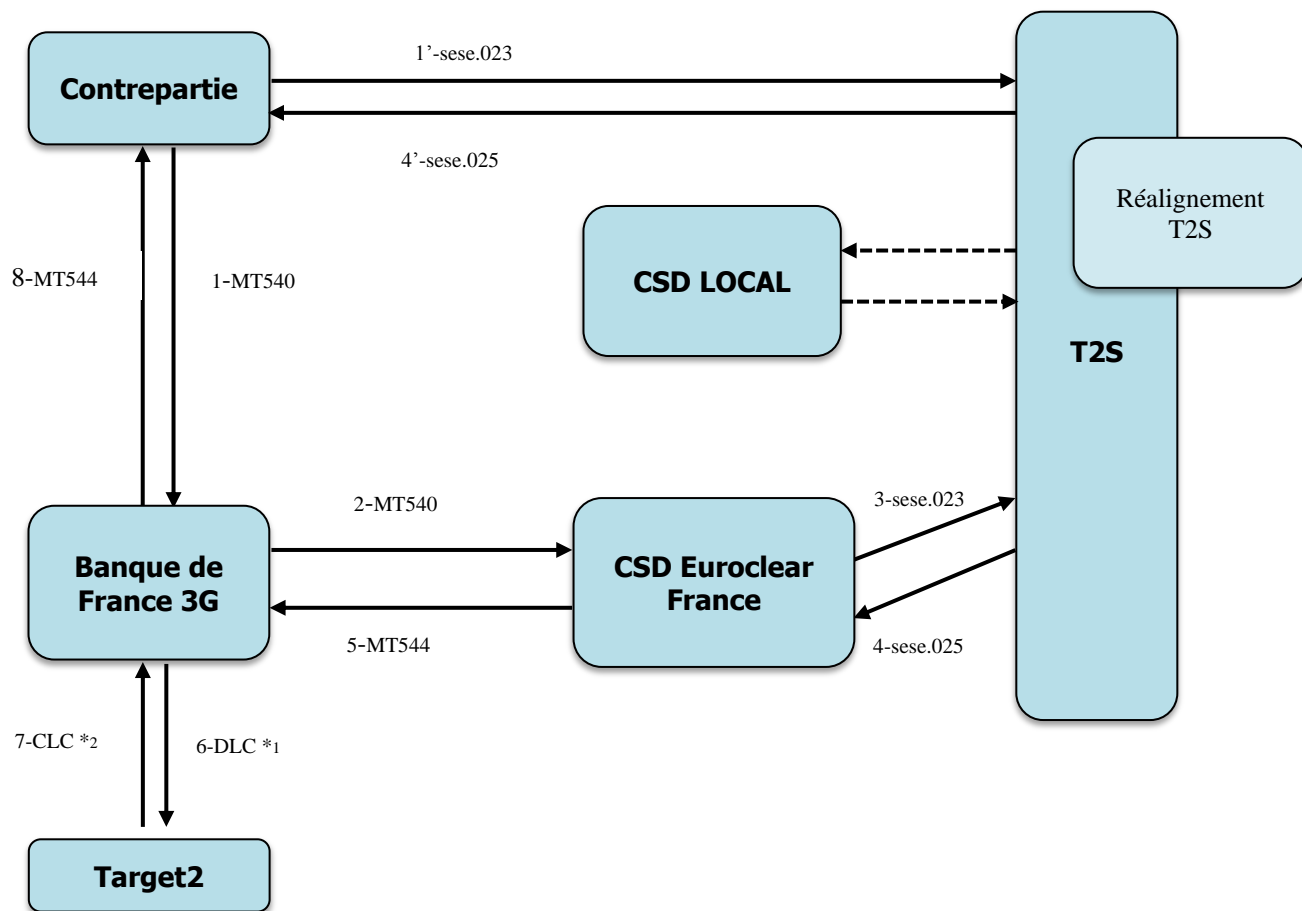 1’-sese.023
Contrepartie
4’-sese.025
Réalignement
T2S
CSD LOCAL
8-MT544
1-MT540
T2S
2-MT540
3-sese.023
Banque de
France 3G
CSD Euroclear
France
5-MT544
4-sese.025
7-CLC *2
6-DLC *1
Target2